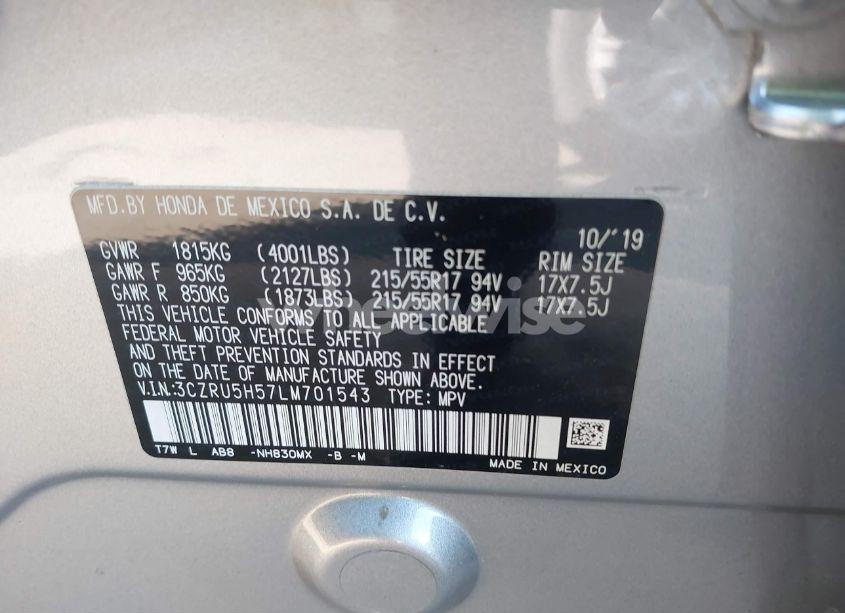 MFD.BY HONDA DE MEXICO S.A. DE C.V.
10/'19
GVWR 1815KG (4001LBS) TIRE SIZE RIM SIZE
GAWR F 965KG (2127LBS) 215/55R17 94V 17X7.5J
GAWR R 850KG (1873LBS) 215/55R17 94V 17X7.5J
THIS VEHICLE CONFORMS TO ALL APPLICABLE
FEDERAL MOTOR VEHICLE SAFETY
AND THEFT PREVENTION STANDARDS IN EFFECT
ON THE DATE OF MANUFACTURE SHOWN ABOVE.
V.I.N.:3CZRU5H57LM701543 TYPE: MPV
T7W L AB8 -NH830MX -B -M
MADE IN MEXICO